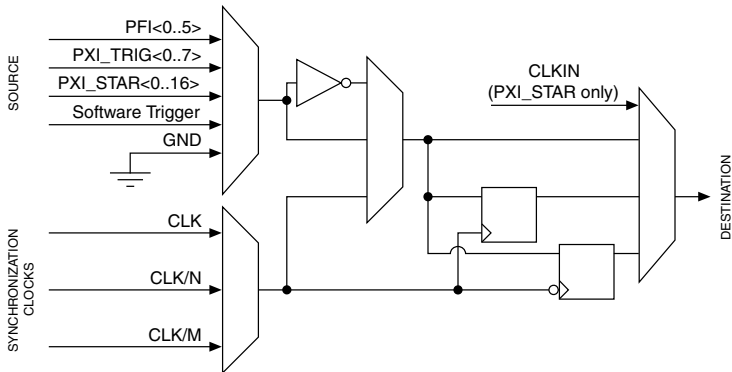 SOURCE
PFI<0..5>
PXI_TRIG<0..7>
PXI_STAR<0..16>
Software Trigger
GND
CLKIN
(PXI_STAR only)
DESTINATION
SYNCHRONIZATION
CLOCKS
CLK
CLK/N
CLK/M